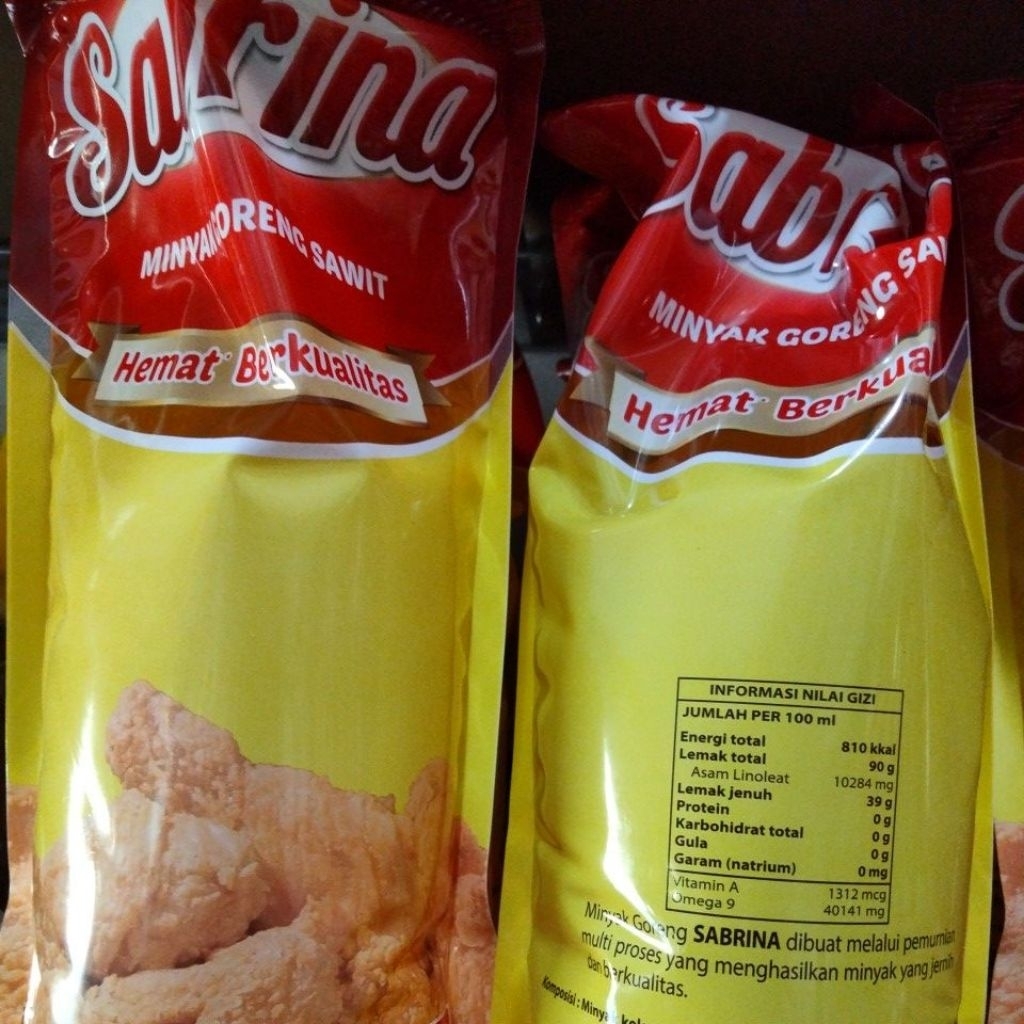 Sabrina
MINYAK GORENG SAWIT
Hemat* Berkualitas
Sabr
MINYAK GORENG SA
Hemat* Berkua
INFORMASI NILAI GIZI
JUMLAH PER 100 ml
Energi total 810 kkal
Lemak total 90 g
Asam Linoleat 10284 mg
Lemak jenuh 39 g
Protein 0 g
Karbohidrat total 0 g
Gula 0 g
Garam (natrium) 0 mg
Vitamin A 1312 mcg
Omega 9 40141 mg
Minyak Goreng SABRINA dibuat melalui pemurnian
multi proses yang menghasilkan minyak yang jernih
dan berkualitas.
Komposisi : Minyak